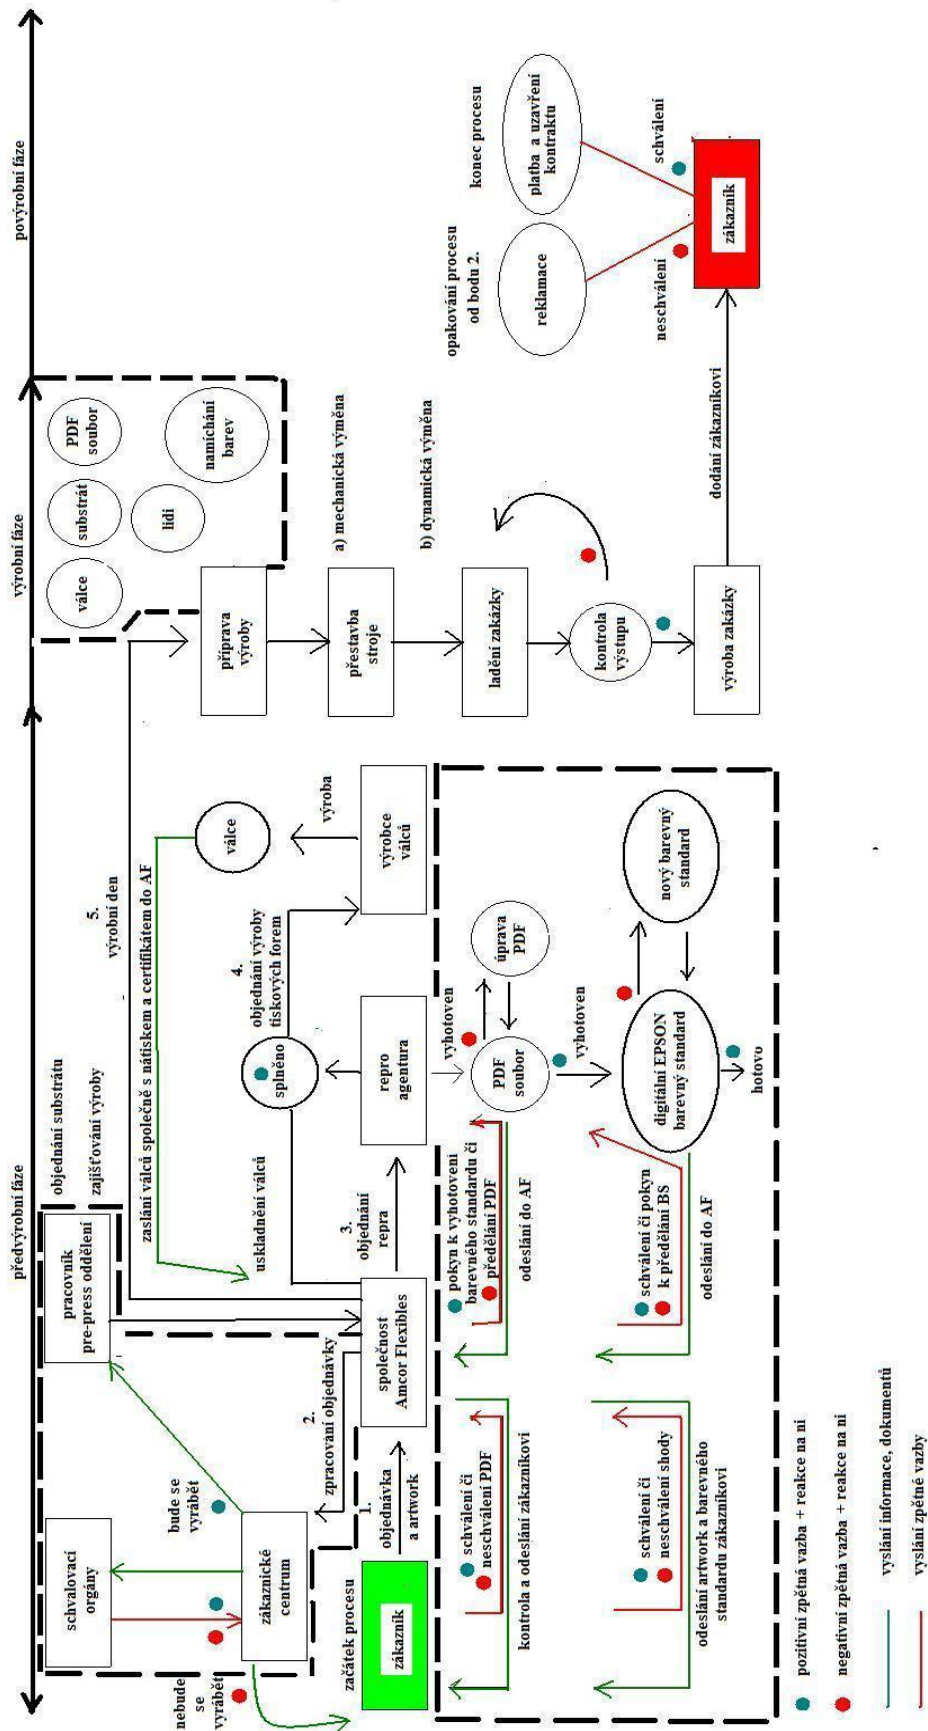 předvýrobní fáze
výrobní fáze
povýrobní fáze
schvalovací
orgány
pracovník
pre-press oddělení
objednání substrátu
zajišťování výroby
nebude
se
vyrábět
bude se
vyrábět
zákaznické
centrum
2.
zpracování objednávky
začátek procesu
zákazník
1.
objednávka
a artwork
společnost
Amcor Flexibles
3.
objednání
repra
repro
agentura
splněno
uskladnění válců
zaslání válců společně s nátiskem a certifikátem do AF
4.
objednání výroby
tiskových forem
výrobce
válců
výroba
válce
5.
výrobní den
válce
substrát
PDF
soubor
lidi
namíchání
barev
příprava
výroby
přestavba
stroje
a) mechanická výměna
b) dynamická výměna
ladění zakázky
kontrola
výstupu
výroba zakázky
dodání zákazníkovi
zákazník
neschválení
schválení
reklamace
opakování procesu
od bodu 2.
platba a uzavření
kontraktu
konec procesu
schválení či
neschválení PDF
kontrola a odeslání zákazníkovi
pokyn k vyhotovení
barevného standardu či
předělání PDF
odeslání do AF
vyhotoven
PDF
soubor
úprava
PDF
vyhotoven
schválení či
neschválení shody
odeslání artwork a barevného
standardu zákazníkovi
schválení či pokyn
k předělání BS
odeslání do AF
digitální EPSON
barevný standard
nový barevný
standard
hotovo
pozitivní zpětná vazba + reakce na ni
negativní zpětná vazba + reakce na ni
vyslání informace, dokumentů
vyslání zpětné vazby